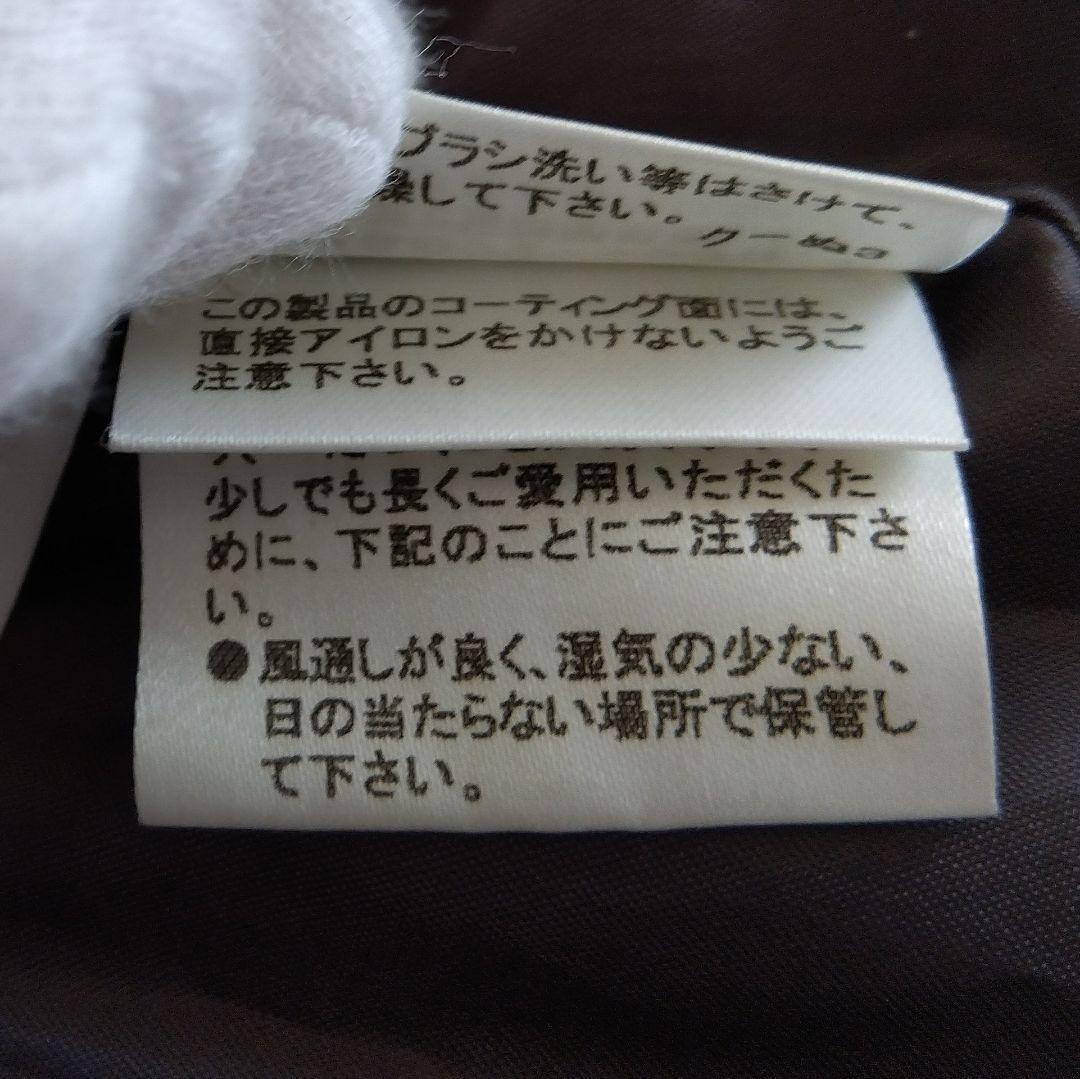 ブラシ洗い等はさけて、
燥して下さい。
クーぬ3
この製品のコーティング面には、
直接アイロンをかけないようご
注意下さい。
少しでも長くご愛用いただくた
めに、下記のことにご注意下さ
い。
●風通しが良く、湿気の少ない、
日の当たらない場所で保管し
て下さい。